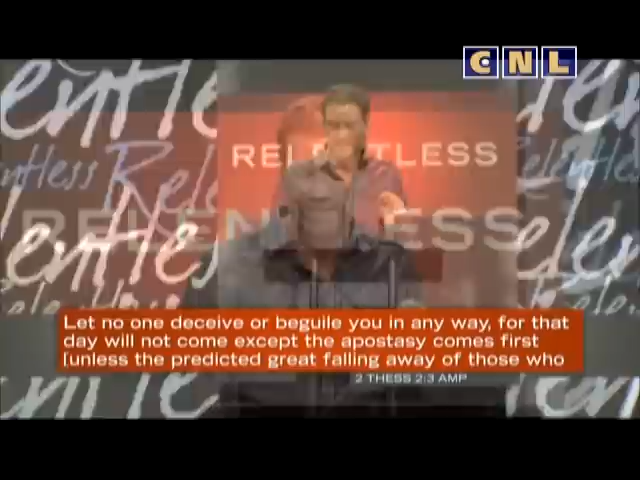 CNL
RELENTLESS
RELENTLESS
Let no one deceive or beguile you in any way, for that
day will not come except the apostasy comes first
[unless the predicted great falling away of those who
2 THESS 2:3 AMP